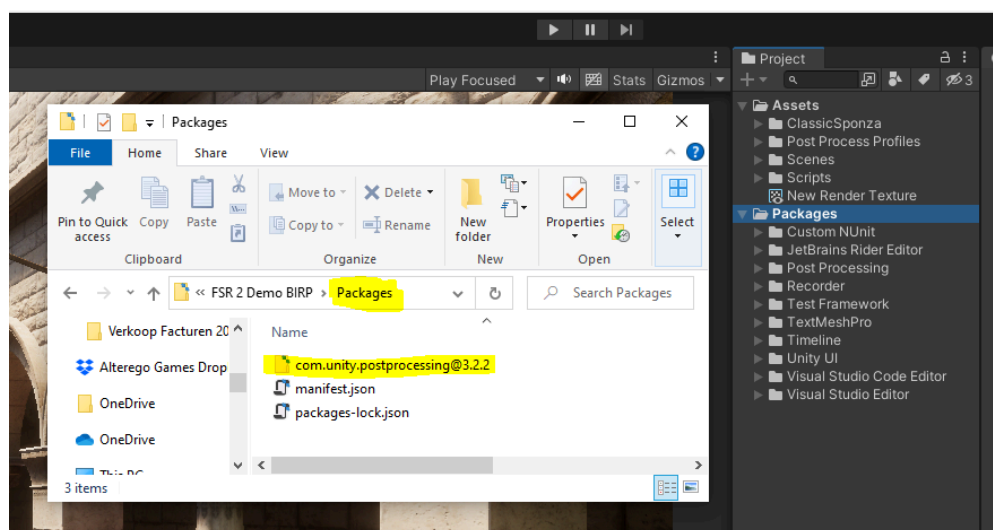 Project
3
Play Focused
Stats
Gizmos
Packages
File
Home
Share
View
Pin to Quick
access
Copy
Paste
Move to
Copy to
Delete
Rename
New
folder
Properties
Select
Clipboard
Organize
New
Open
« FSR 2 Demo BIRP > Packages
Search Packages
Verkoop Facturen 20
Alterego Games Drop
OneDrive
OneDrive
This PC
Name
com.unity.postprocessing@3.2.2
manifest.json
packages-lock.json
3 items
Assets
ClassicSponza
Post Process Profiles
Scenes
Scripts
New Render Texture
Packages
Custom NUnit
JetBrains Rider Editor
Post Processing
Recorder
Test Framework
TextMeshPro
Timeline
Unity UI
Visual Studio Code Editor
Visual Studio Editor